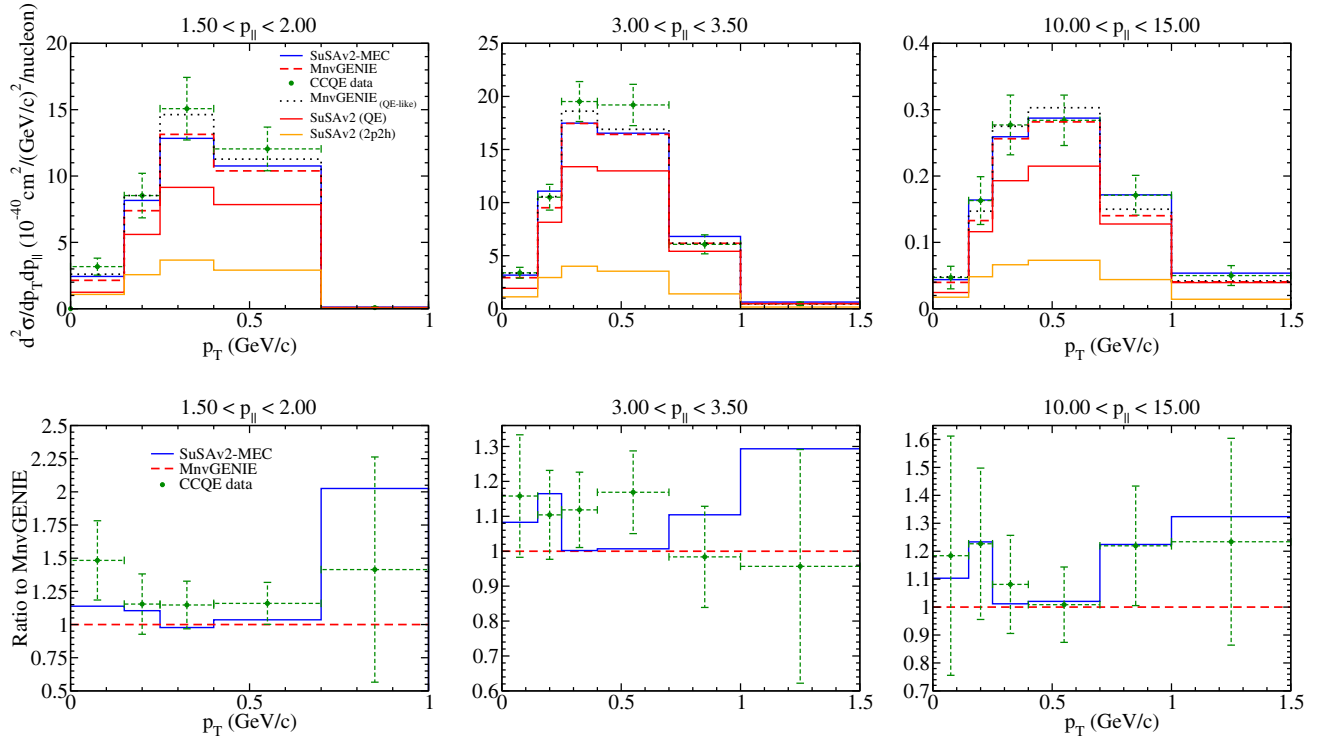 1.50 < p|| < 2.00
3.00 < p|| < 3.50
10.00 < p|| < 15.00
d²σ/dp_T dp|| (10⁻⁴⁰ cm²/(GeV/c)²/nucleon)
20
15
10
5
0
SuSAv2-MEC
MnvGENIE
CCQE data
MnvGENIE (QE-like)
SuSAv2 (QE)
SuSAv2 (2p2h)
0 0.5 1
p_T (GeV/c)
25
20
15
10
5
0
0 0.5 1 1.5
p_T (GeV/c)
0.4
0.3
0.2
0.1
0
0 0.5 1 1.5
p_T (GeV/c)
1.50 < p|| < 2.00
3.00 < p|| < 3.50
10.00 < p|| < 15.00
Ratio to MnvGENIE
2.5
2.25
2
1.75
1.5
1.25
1
0.75
0.5
SuSAv2-MEC
MnvGENIE
CCQE data
0 0.5 1
p_T (GeV/c)
1.3
1.2
1.1
1
0.9
0.8
0.7
0.6
0 0.5 1 1.5
p_T (GeV/c)
1.6
1.5
1.4
1.3
1.2
1.1
1
0.9
0.8
0.7
0 0.5 1 1.5
p_T (GeV/c)